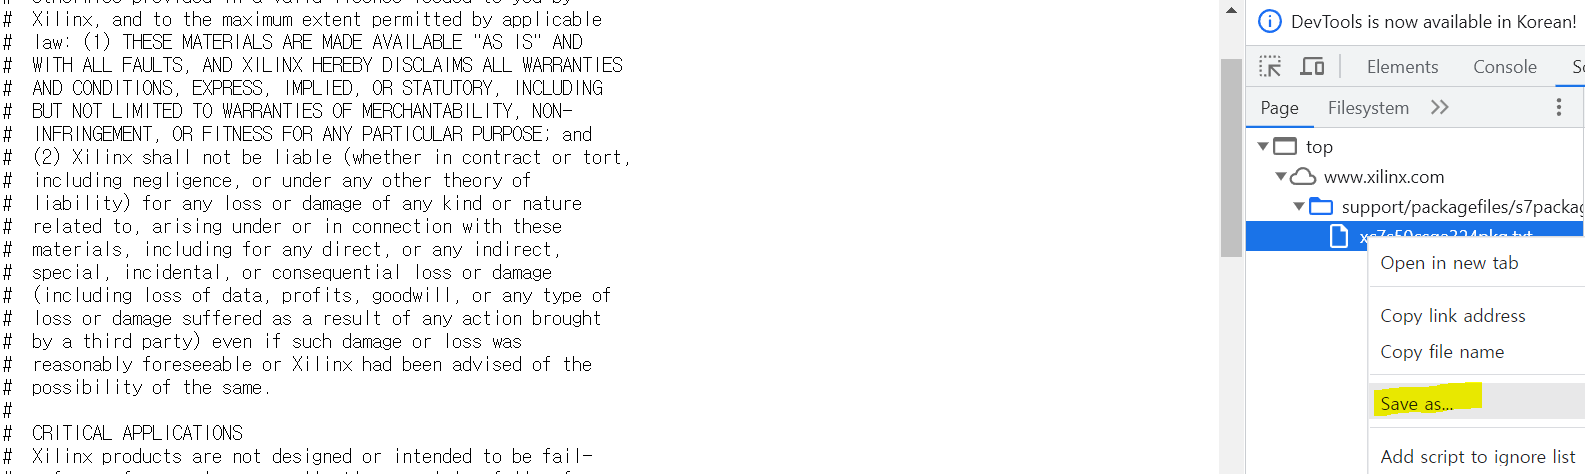 #  Xilinx, and to the maximum extent permitted by applicable
#  law: (1) THESE MATERIALS ARE MADE AVAILABLE "AS IS" AND
#  WITH ALL FAULTS, AND XILINX HEREBY DISCLAIMS ALL WARRANTIES
#  AND CONDITIONS, EXPRESS, IMPLIED, OR STATUTORY, INCLUDING
#  BUT NOT LIMITED TO WARRANTIES OF MERCHANTABILITY, NON-
#  INFRINGEMENT, OR FITNESS FOR ANY PARTICULAR PURPOSE; and
#  (2) Xilinx shall not be liable (whether in contract or tort,
#  including negligence, or under any other theory of
#  liability) for any loss or damage of any kind or nature
#  related to, arising under or in connection with these
#  materials, including for any direct, or any indirect,
#  special, incidental, or consequential loss or damage
#  (including loss of data, profits, goodwill, or any type of
#  loss or damage suffered as a result of any action brought
#  by a third party) even if such damage or loss was
#  reasonably foreseeable or Xilinx had been advised of the
#  possibility of the same.
#
#  CRITICAL APPLICATIONS
#  Xilinx products are not designed or intended to be fail-
DevTools is now available in Korean!
Elements Console
Page Filesystem
top
www.xilinx.com
support/packagefiles/s7packag
Open in new tab
Copy link address
Copy file name
Save as...
Add script to ignore list